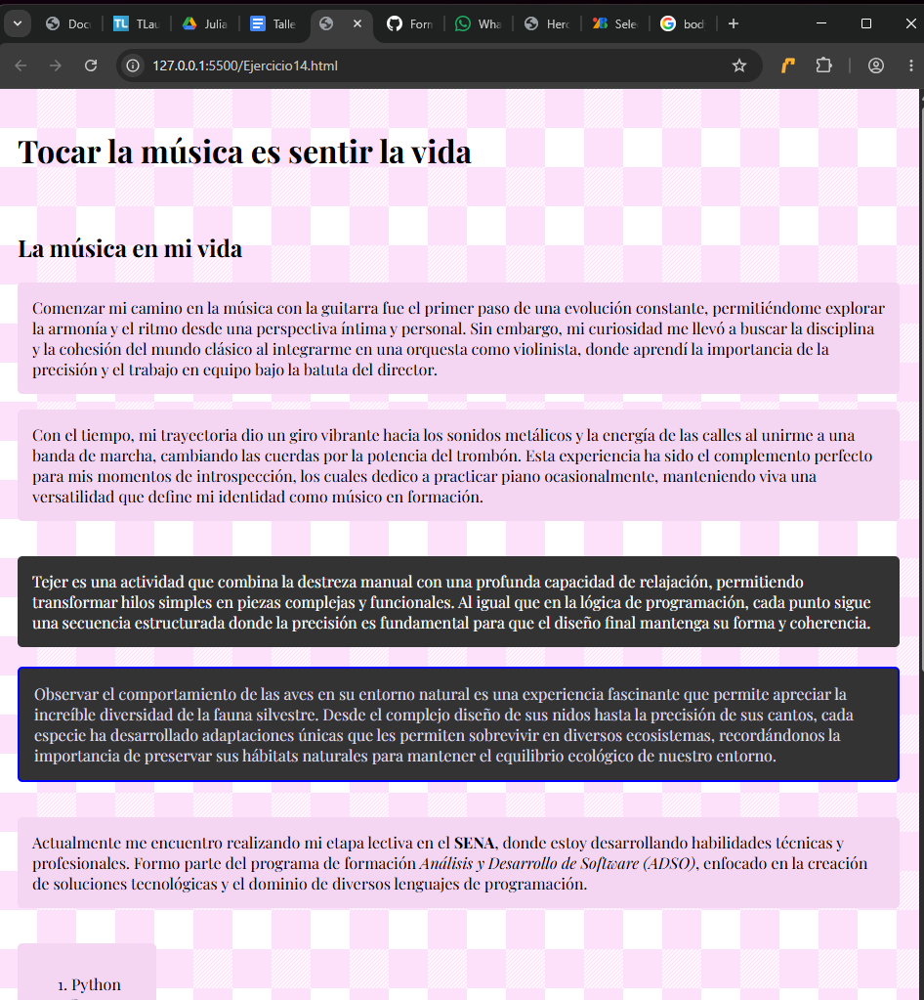 Doc
TLau
Julia
Talle
Forn
Wha
Hero
Sele
bod
127.0.0.1:5500/Ejercicio14.html
Tocar la música es sentir la vida
La música en mi vida
Comenzar mi camino en la música con la guitarra fue el primer paso de una evolución constante, permitiéndome explorar
la armonía y el ritmo desde una perspectiva íntima y personal. Sin embargo, mi curiosidad me llevó a buscar la disciplina
y la cohesión del mundo clásico al integrarme en una orquesta como violinista, donde aprendí la importancia de la
precisión y el trabajo en equipo bajo la batuta del director.
Con el tiempo, mi trayectoria dio un giro vibrante hacia los sonidos metálicos y la energía de las calles al unirme a una
banda de marcha, cambiando las cuerdas por la potencia del trombón. Esta experiencia ha sido el complemento perfecto
para mis momentos de introspección, los cuales dedico a practicar piano ocasionalmente, manteniendo viva una
versatilidad que define mi identidad como músico en formación.
Tejer es una actividad que combina la destreza manual con una profunda capacidad de relajación, permitiendo
transformar hilos simples en piezas complejas y funcionales. Al igual que en la lógica de programación, cada punto sigue
una secuencia estructurada donde la precisión es fundamental para que el diseño final mantenga su forma y coherencia.
Observar el comportamiento de las aves en su entorno natural es una experiencia fascinante que permite apreciar la
increíble diversidad de la fauna silvestre. Desde el complejo diseño de sus nidos hasta la precisión de sus cantos, cada
especie ha desarrollado adaptaciones únicas que les permiten sobrevivir en diversos ecosistemas, recordándonos la
importancia de preservar sus hábitats naturales para mantener el equilibrio ecológico de nuestro entorno.
Actualmente me encuentro realizando mi etapa lectiva en el SENA, donde estoy desarrollando habilidades técnicas y
profesionales. Formo parte del programa de formación Análisis y Desarrollo de Software (ADSO), enfocado en la creación
de soluciones tecnológicas y el dominio de diversos lenguajes de programación.
1. Python